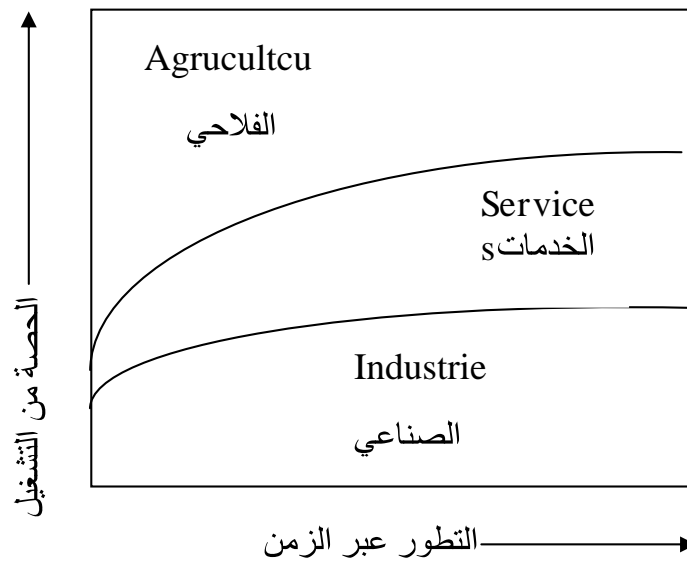 Agrucultcu
الفلاحي
Service
الخدماتs
Industrie
الصناعي
الحصة من التشغيل
التطور عبر الزمن